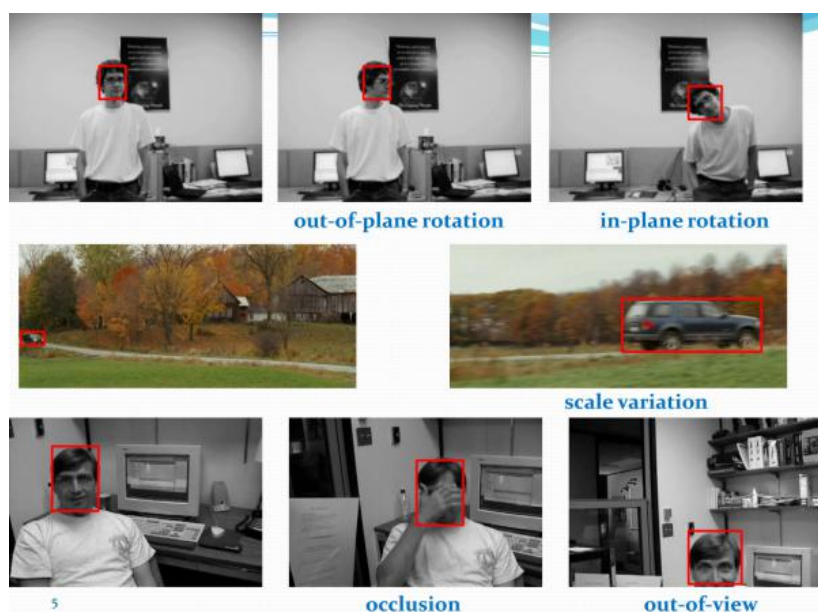 out-of-plane rotation
in-plane rotation
scale variation
5
occlusion
out-of-view